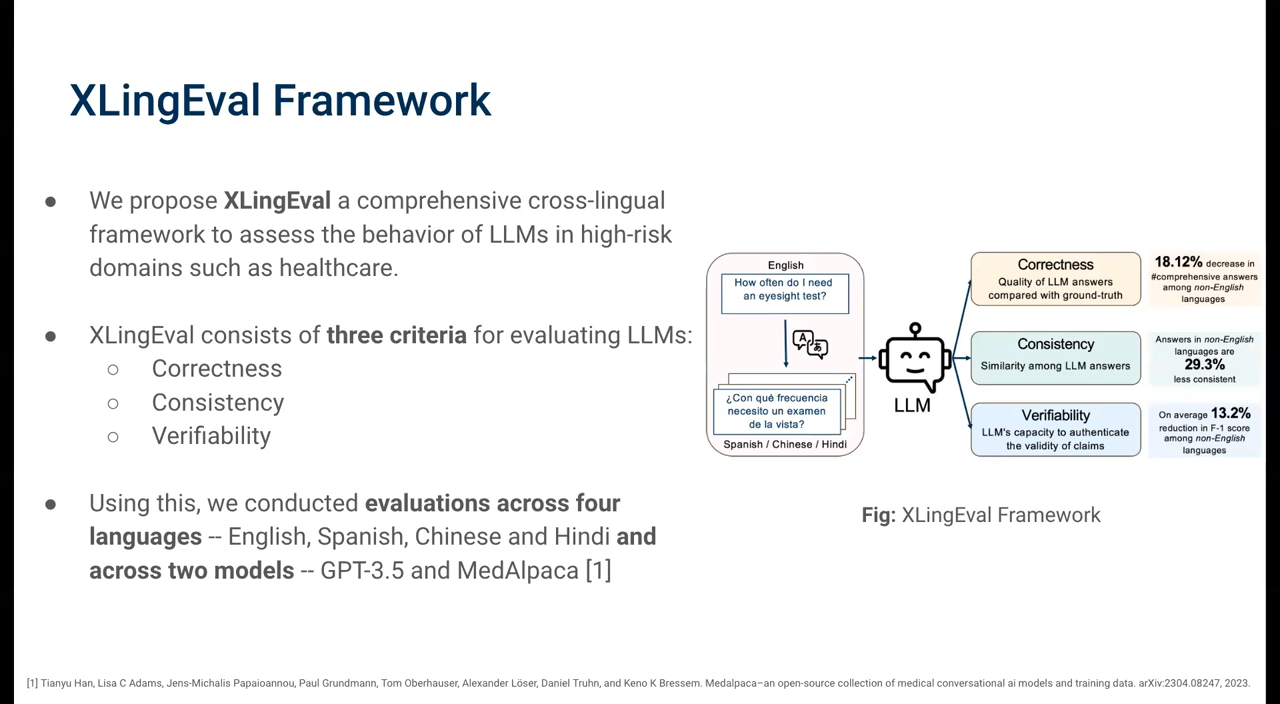 XLingEval Framework
● We propose XLingEval a comprehensive cross-lingual
framework to assess the behavior of LLMs in high-risk
domains such as healthcare.
● XLingEval consists of three criteria for evaluating LLMs:
○ Correctness
○ Consistency
○ Verifiability
● Using this, we conducted evaluations across four
languages -- English, Spanish, Chinese and Hindi and
across two models -- GPT-3.5 and MedAlpaca [1]
English
How often do I need
an eyesight test?
A
あ
¿Con qué frecuencia
necesito un examen
de la vista?
Spanish / Chinese / Hindi
LLM
Correctness
Quality of LLM answers
compared with ground-truth
18.12% decrease in
#comprehensive answers
among non-English
languages
Consistency
Similarity among LLM answers
Answers in non-English
languages are
29.3%
less consistent
Verifiability
LLM's capacity to authenticate
the validity of claims
On average 13.2%
reduction in F-1 score
among non-English
languages
Fig: XLingEval Framework
[1] Tianyu Han, Lisa C Adams, Jens-Michalis Papaioannou, Paul Grundmann, Tom Oberhauser, Alexander Löser, Daniel Truhn, and Keno K Bressem. Medalpaca–an open-source collection of medical conversational ai models and training data. arXiv:2304.08247, 2023.